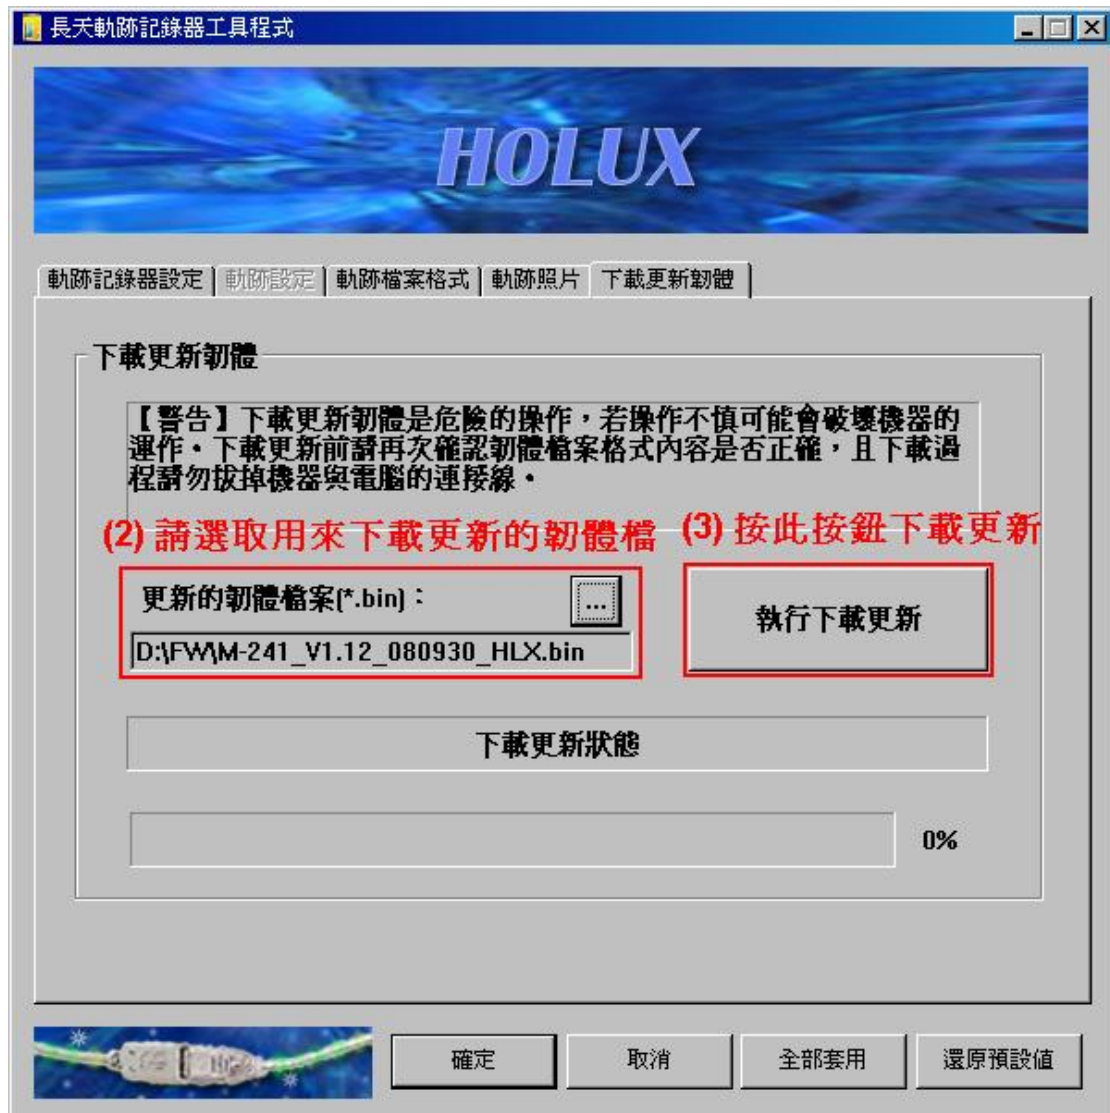 長天軌跡記錄器工具程式
HOLUX
軌跡記錄器設定 軌跡設定 軌跡檔案格式 軌跡照片 下載更新韌體
下載更新韌體
【警告】下載更新韌體是危險的操作，若操作不慎可能會破壞機器的
運作。下載更新前請再次確認韌體檔案格式內容是否正確，且下載過
程請勿拔掉機器與電腦的連接線。
(2) 請選取用來下載更新的韌體檔
(3) 按此按鈕下載更新
更新的韌體檔案(*.bin)：
...
D:\FW\M-241_V1.12_080930_HLX.bin
執行下載更新
下載更新狀態
0%
確定 取消 全部套用 還原預設值